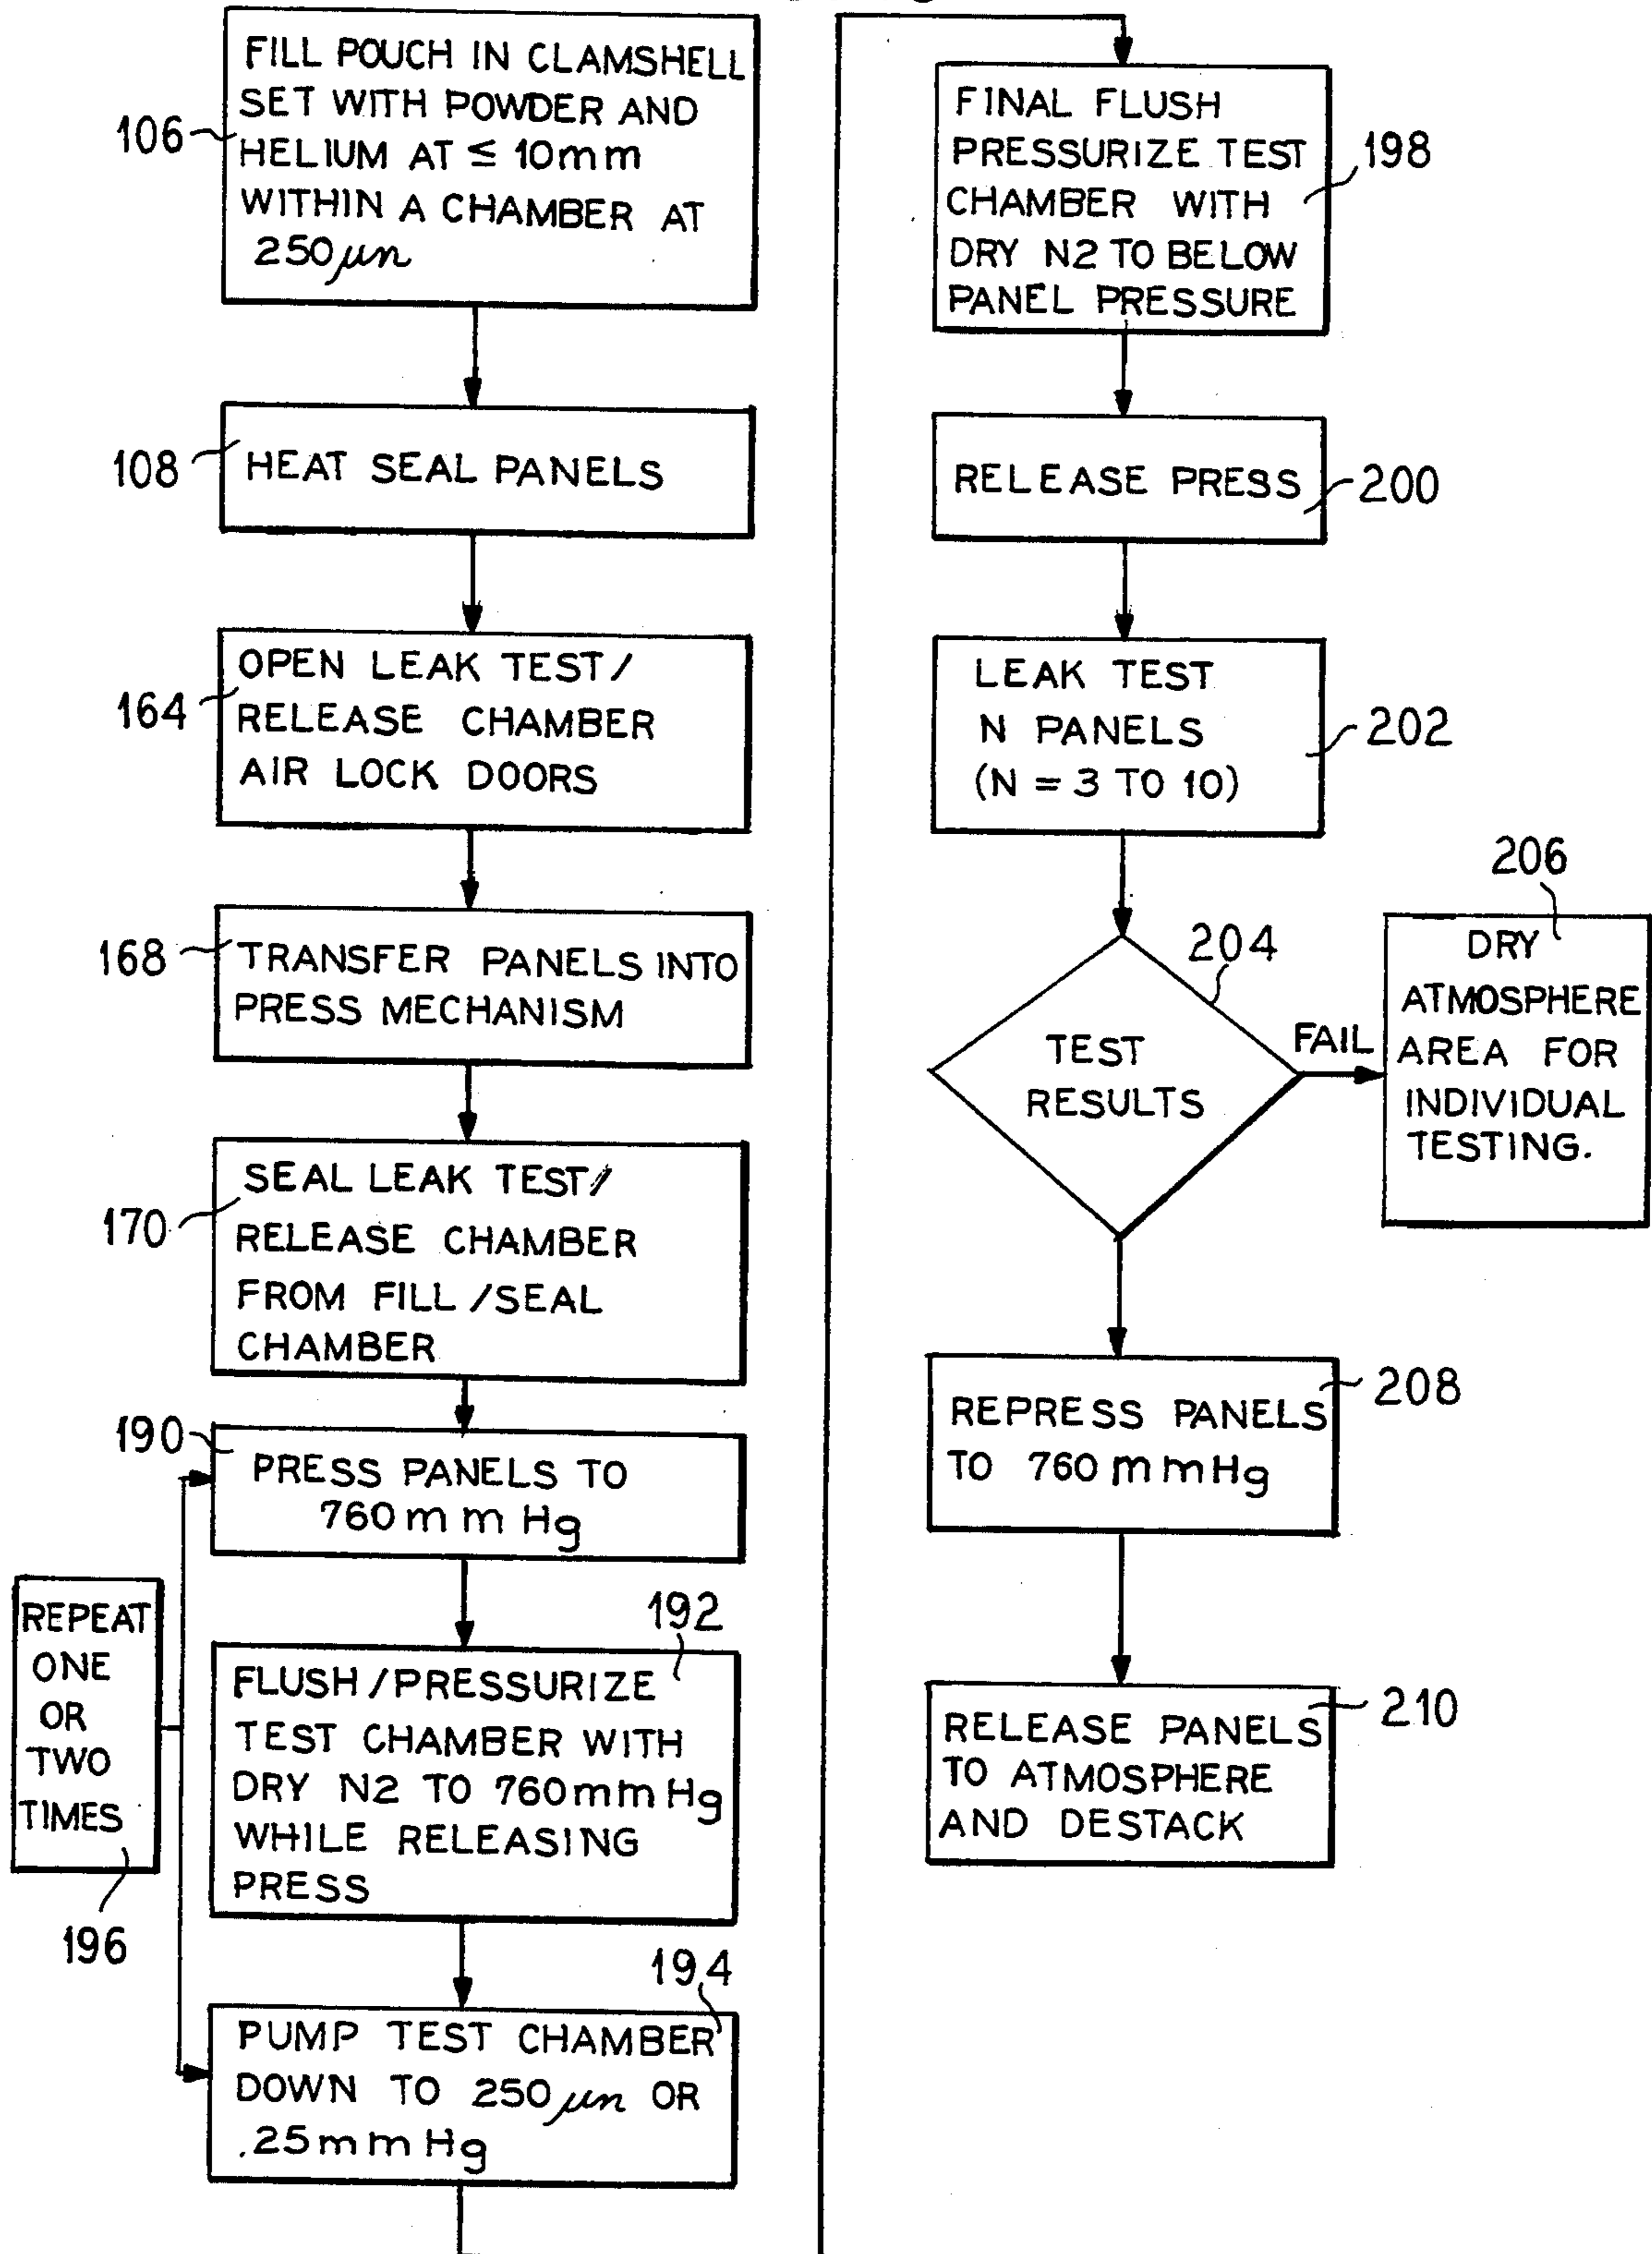 106
FILL POUCH IN CLAMSHELL
SET WITH POWDER AND
HELIUM AT ≤ 10mm
WITHIN A CHAMBER AT
250μn
108
HEAT SEAL PANELS
164
OPEN LEAK TEST/
RELEASE CHAMBER
AIR LOCK DOORS
168
TRANSFER PANELS INTO
PRESS MECHANISM
170
SEAL LEAK TEST/
RELEASE CHAMBER
FROM FILL/SEAL
CHAMBER
190
PRESS PANELS TO
760mmHg
192
FLUSH/PRESSURIZE
TEST CHAMBER WITH
DRY N2 TO 760mmHg
WHILE RELEASING
PRESS
REPEAT
ONE
OR
TWO
TIMES
196
194
PUMP TEST CHAMBER
DOWN TO 250μn OR
.25mmHg
FINAL FLUSH
PRESSURIZE TEST
CHAMBER WITH
DRY N2 TO BELOW
PANEL PRESSURE
198
RELEASE PRESS
200
LEAK TEST
N PANELS
(N = 3 TO 10)
202
TEST
RESULTS
204
FAIL
206
DRY
ATMOSPHERE
AREA FOR
INDIVIDUAL
TESTING.
REPRESS PANELS
TO 760mmHg
208
RELEASE PANELS
TO ATMOSPHERE
AND DESTACK
210